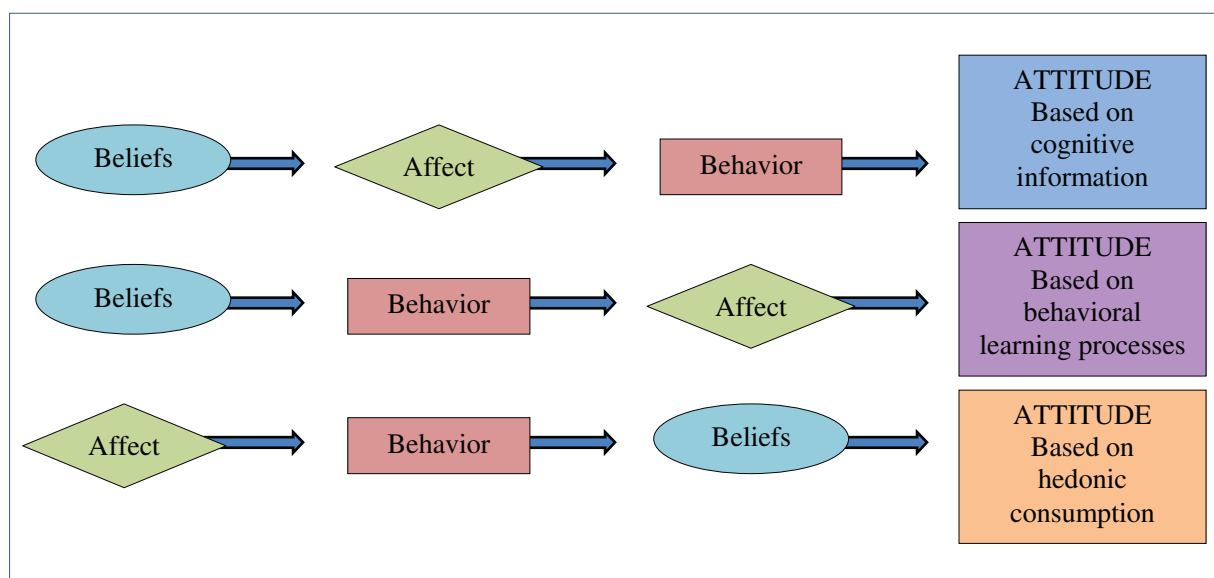 Beliefs
Affect
Behavior
ATTITUDE
Based on
cognitive
information
Beliefs
Behavior
Affect
ATTITUDE
Based on
behavioral
learning processes
Affect
Behavior
Beliefs
ATTITUDE
Based on
hedonic
consumption